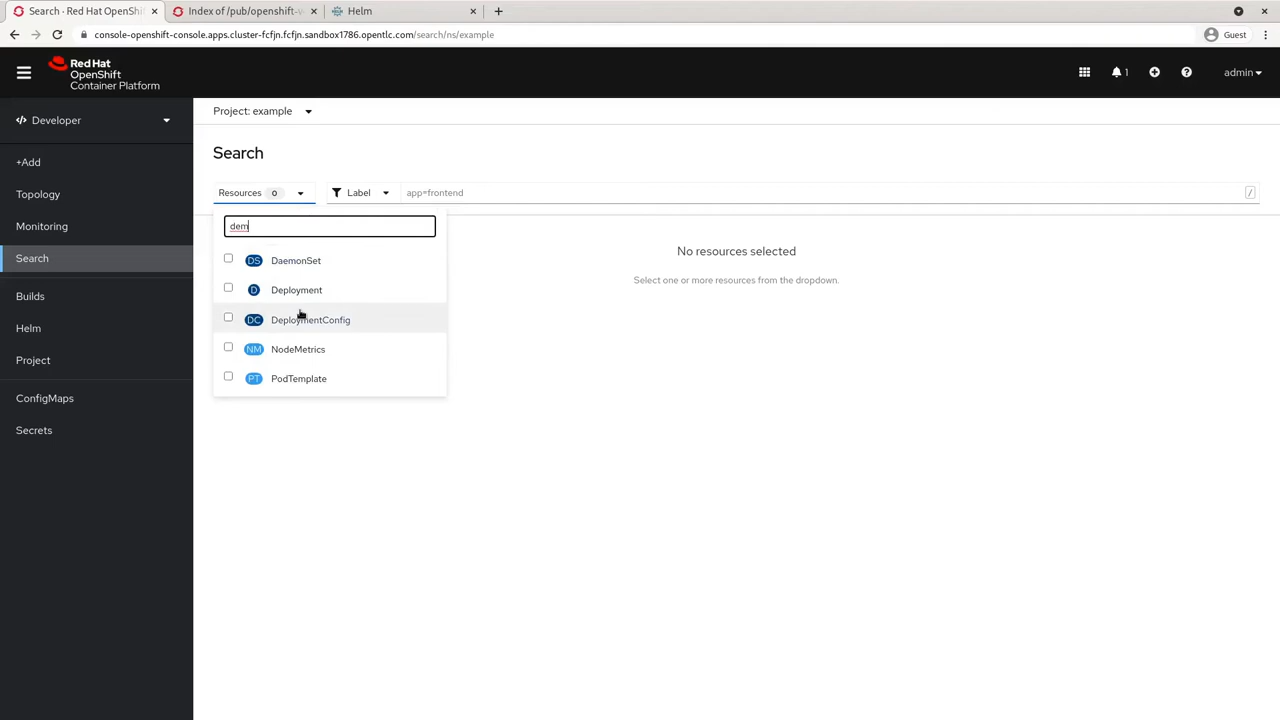 Search · Red Hat OpenShi
Index of /pub/openshift-v
Helm
console-openshift-console.apps.cluster-fcfjn.fcfjn.sandbox1786.opentlc.com/search/ns/example
Guest
Red Hat
OpenShift
Container Platform
1
admin
Developer
+Add
Topology
Monitoring
Search
Builds
Helm
Project
ConfigMaps
Secrets
Project: example
Search
Resources 0
Label
app=frontend
/
dem
DS DaemonSet
D Deployment
DC DeploymentConfig
NM NodeMetrics
PT PodTemplate
No resources selected
Select one or more resources from the dropdown.